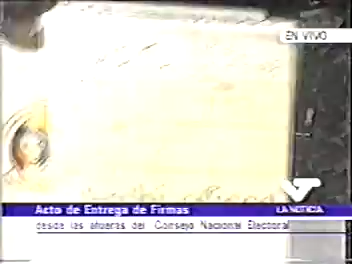 EN VIVO
Acto de Entrega de Firmas
LA NOTICIA
desde las afueras del Consejo Nacional Electoral